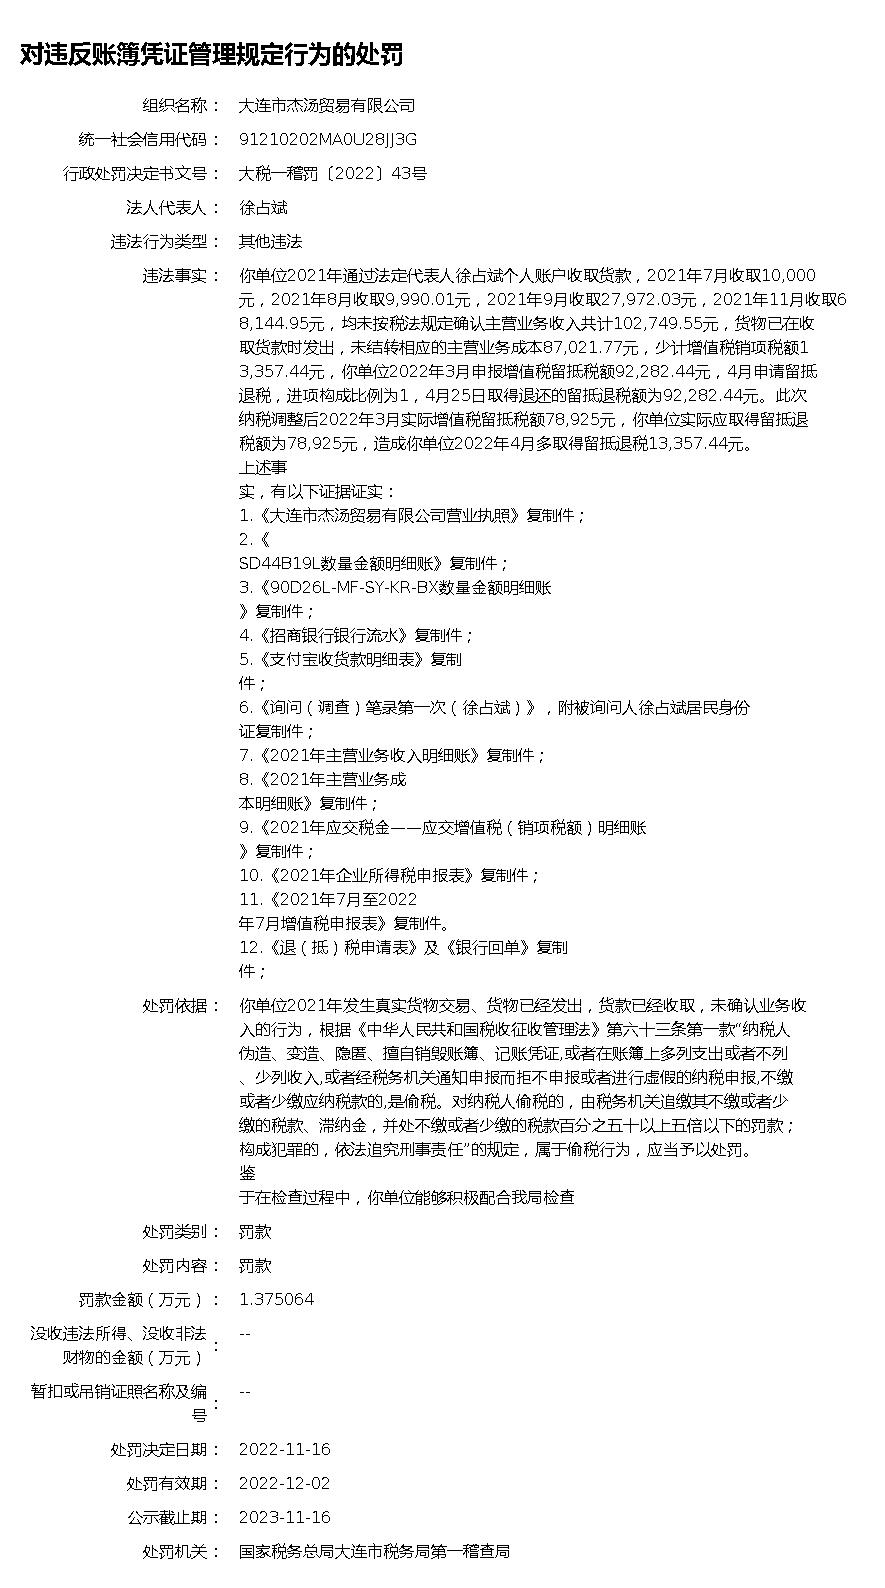 对违反账簿凭证管理规定行为的处罚
组织名称： 大连市杰汤贸易有限公司
统一社会信用代码： 91210202MA0U28JJ3G
行政处罚决定书文号： 大税一稽罚〔2022〕43号
法人代表人： 徐占斌
违法行为类型： 其他违法
违法事实： 你单位2021年通过法定代表人徐占斌个人账户收取货款，2021年7月收取10,000
元，2021年8月收取9,990.01元，2021年9月收取27,972.03元，2021年11月收取6
8,144.95元，均未按税法规定确认主营业务收入共计102,749.55元，货物已在收
取货款时发出，未结转相应的主营业务成本87,021.77元，少计增值税销项税额1
3,357.44元，你单位2022年3月申报增值税留抵税额92,282.44元，4月申请留抵
退税，进项构成比例为1，4月25日取得退还的留抵退税额为92,282.44元。此次
纳税调整后2022年3月实际增值税留抵税额78,925元，你单位实际应取得留抵退
税额为78,925元，造成你单位2022年4月多取得留抵退税13,357.44元。
上述事
实，有以下证据证实：
1.《大连市杰汤贸易有限公司营业执照》复制件；
2.《
SD44B19L数量金额明细账》复制件；
3.《90D26L-MF-SY-KR-BX数量金额明细账
》复制件；
4.《招商银行银行流水》复制件；
5.《支付宝收货款明细表》复制
件；
6.《询问（调查）笔录第一次（徐占斌）》，附被询问人徐占斌居民身份
证复制件；
7.《2021年主营业务收入明细账》复制件；
8.《2021年主营业务成
本明细账》复制件；
9.《2021年应交税金——应交增值税（销项税额）明细账
》复制件；
10.《2021年企业所得税申报表》复制件；
11.《2021年7月至2022
年7月增值税申报表》复制件。
12.《退（抵）税申请表》及《银行回单》复制
件；
处罚依据： 你单位2021年发生真实货物交易、货物已经发出，货款已经收取，未确认业务收
入的行为，根据《中华人民共和国税收征收管理法》第六十三条第一款“纳税人
伪造、变造、隐匿、擅自销毁账簿、记账凭证,或者在账簿上多列支出或者不列
、少列收入,或者经税务机关通知申报而拒不申报或者进行虚假的纳税申报,不缴
或者少缴应纳税款的,是偷税。对纳税人偷税的，由税务机关追缴其不缴或者少
缴的税款、滞纳金，并处不缴或者少缴的税款百分之五十以上五倍以下的罚款；
构成犯罪的，依法追究刑事责任”的规定，属于偷税行为，应当予以处罚。
鉴
于在检查过程中，你单位能够积极配合我局检查
处罚类别： 罚款
处罚内容： 罚款
罚款金额（万元）： 1.375064
没收违法所得、没收非法
财物的金额（万元）： --
暂扣或吊销证照名称及编
号： --
处罚决定日期： 2022-11-16
处罚有效期： 2022-12-02
公示截止期： 2023-11-16
处罚机关： 国家税务总局大连市税务局第一稽查局